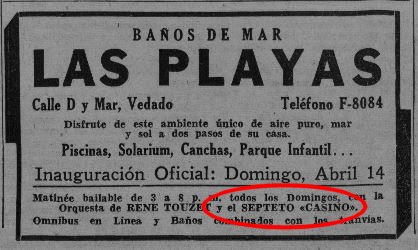 BAÑOS DE MAR
LAS PLAYAS
Calle D y Mar, Vedado Teléfono F-8084
Disfrute de este ambiente único de aire puro, mar
y sol a dos pasos de su casa.
Piscinas, Solarium, Canchas, Parque Infantil...
Inauguración Oficial: Domingo, Abril 14
Matinée bailable de 3 a 8 p. m. todos los Domingos, con la
Orquesta de RENE TOUZET y el SEPTETO «CASINO».
Omnibus en Línea y Baños combinados con los tranvías.